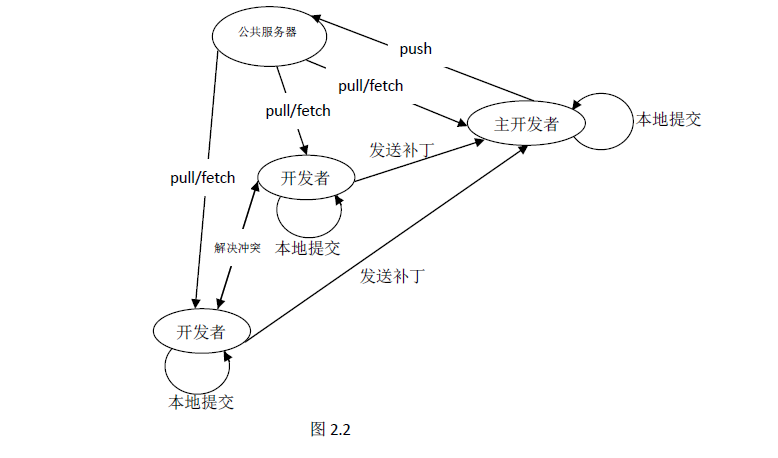 公共服务器
push
pull/fetch
pull/fetch
主开发者
本地提交
发送补丁
pull/fetch
开发者
解决冲突
本地提交
发送补丁
开发者
本地提交
图 2.2